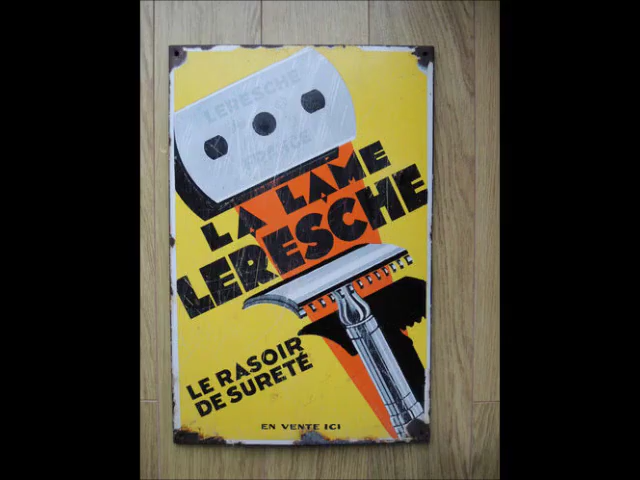 LERESCHE
FRANCE
LA LAME
LERESCHE
LE RASOIR
DE SURETÉ
EN VENTE ICI